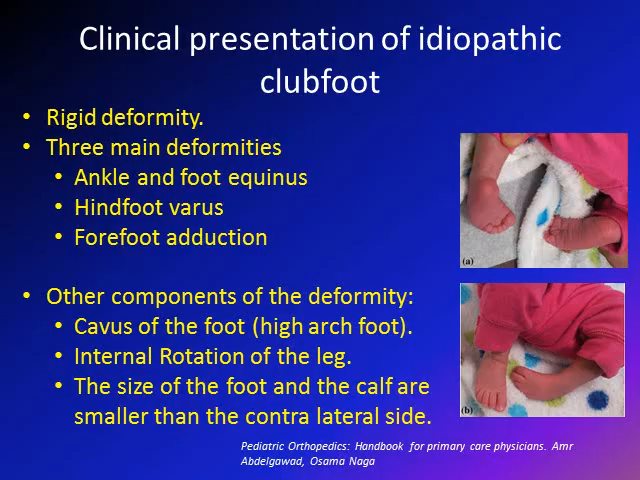 Clinical presentation of idiopathic
clubfoot
• Rigid deformity.
• Three main deformities
• Ankle and foot equinus
• Hindfoot varus
• Forefoot adduction
• Other components of the deformity:
• Cavus of the foot (high arch foot).
• Internal Rotation of the leg.
• The size of the foot and the calf are
smaller than the contra lateral side.
(a)
(b)
Pediatric Orthopedics: Handbook for primary care physicians. Amr
Abdelgawad, Osama Naga